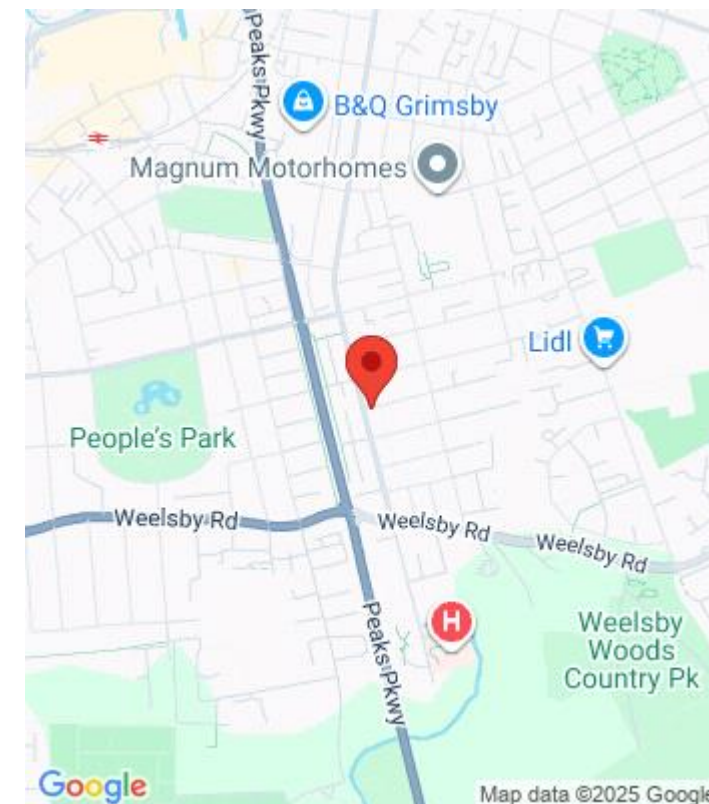 Peaks Pkwy
B&Q Grimsby
Magnum Motorhomes
Lidl
People's Park
Weelsby Rd
Weelsby Rd
Weelsby Rd
H
Weelsby
Woods
Country Pk
Peaks Pkwy
Google
Map data ©2025 Google